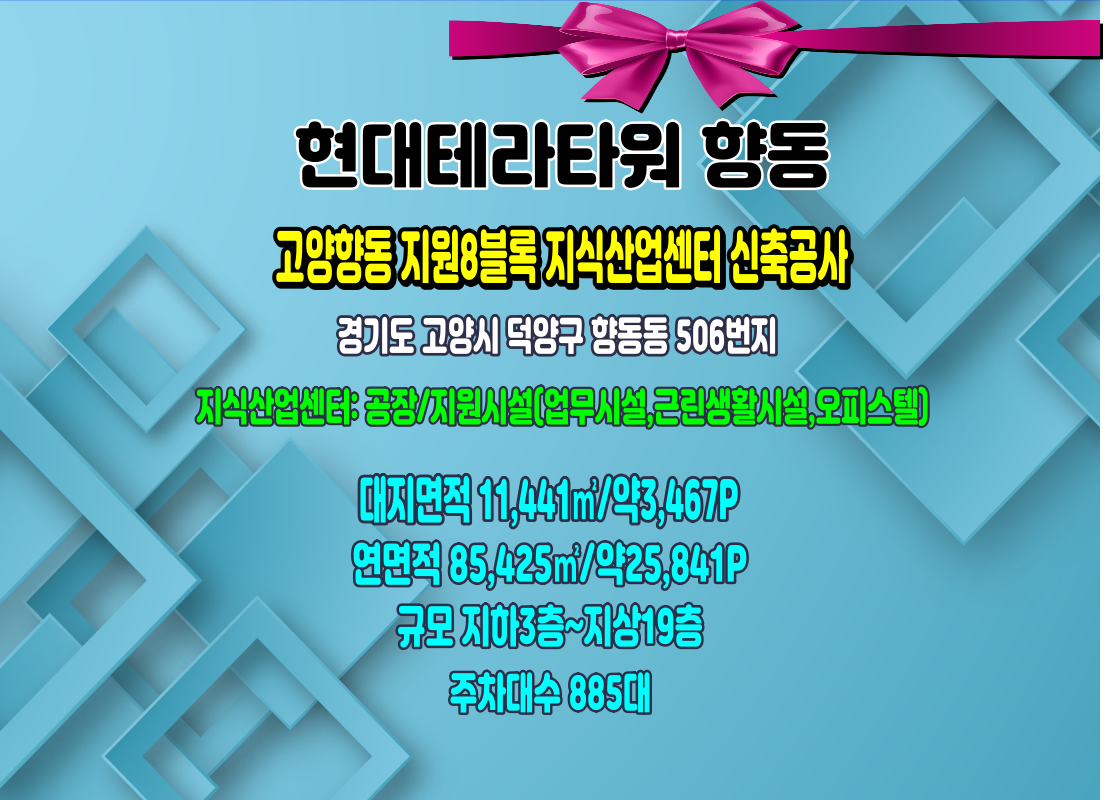 현대테라타워 향동
고양향동 지원8블록 지식산업센터 신축공사
경기도 고양시 덕양구 향동동 506번지
지식산업센터: 공장/지원시설(업무시설,근린생활시설,오피스텔)
대지면적 11,441㎡/약3,467P
연면적 85,425㎡/약25,841P
규모 지하3층~지상19층
주차대수 885대